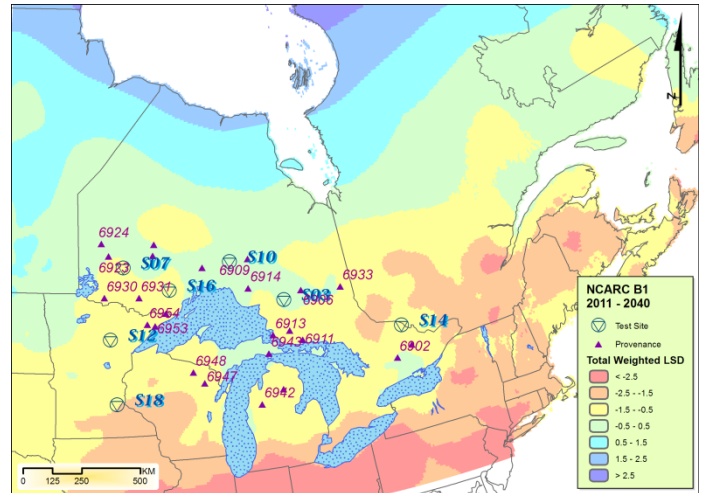 N
6924
6923
S07
S10
6909
6914
6933
6930
6931
S16
S03
6954
6953
S12
6913
6943
6911
S14
6902
6948
6947
6942
S18
NCARC B1
2011 - 2040
Test Site
Provenance
Total Weighted LSD
< -2.5
-2.5 - -1.5
-1.5 - -0.5
-0.5 - 0.5
0.5 - 1.5
1.5 - 2.5
> 2.5
KM
0 125 250 500